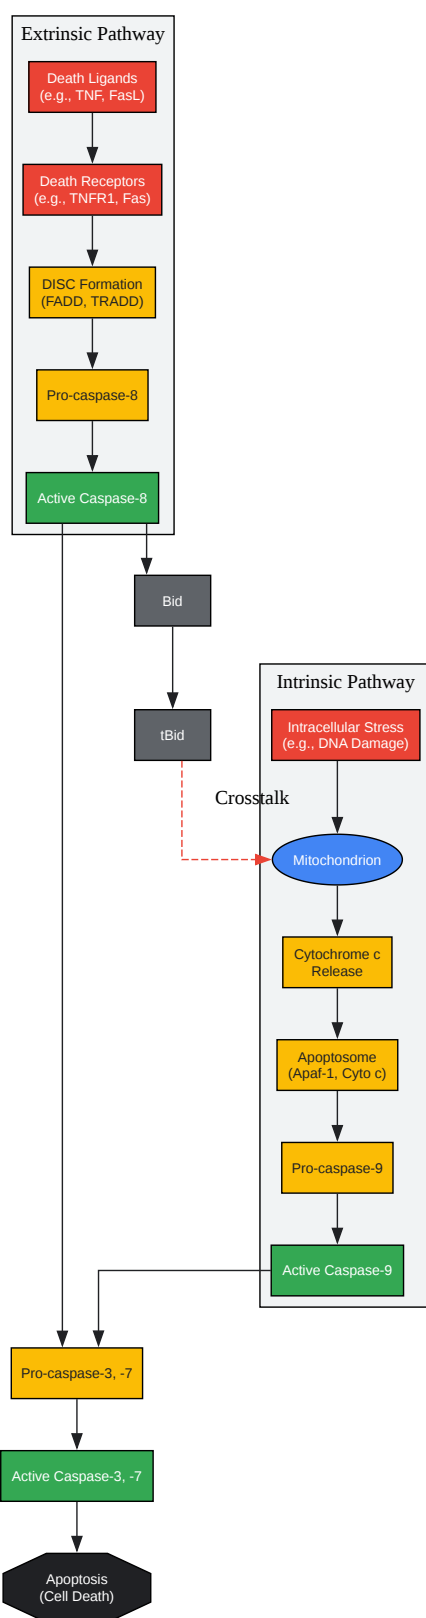 Extrinsic Pathway
Death Ligands
(e.g., TNF, FasL)
Death Receptors
(e.g., TNFR1, Fas)
DISC Formation
(FADD, TRADD)
Pro-caspase-8
Active Caspase-8
Bid
tBid
Crosstalk
Intrinsic Pathway
Intracellular Stress
(e.g., DNA Damage)
Mitochondrion
Cytochrome c
Release
Apoptosome
(Apaf-1, Cyto c)
Pro-caspase-9
Active Caspase-9
Pro-caspase-3, -7
Active Caspase-3, -7
Apoptosis
(Cell Death)